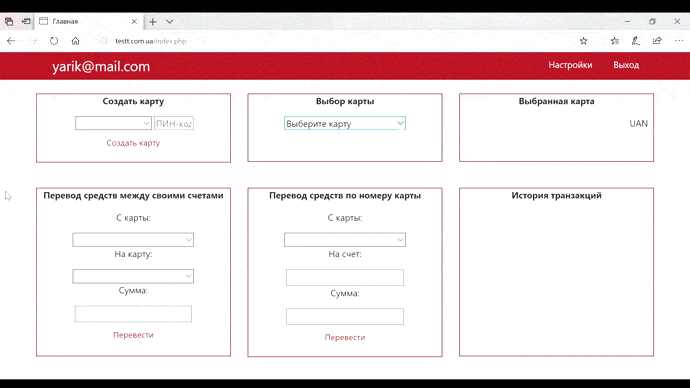 Главная
testt.com.ua/index.php
yarik@mail.com
Настройки
Выход
Создать карту
ПИН-код
Создать карту
Выбор карты
Выберите карту
Выбранная карта
UAN
Перевод средств между своими счетами
С карты:
На карту:
Сумма:
Перевести
Перевод средств по номеру карты
С карты:
На счет:
Сумма:
Перевести
История транзакций